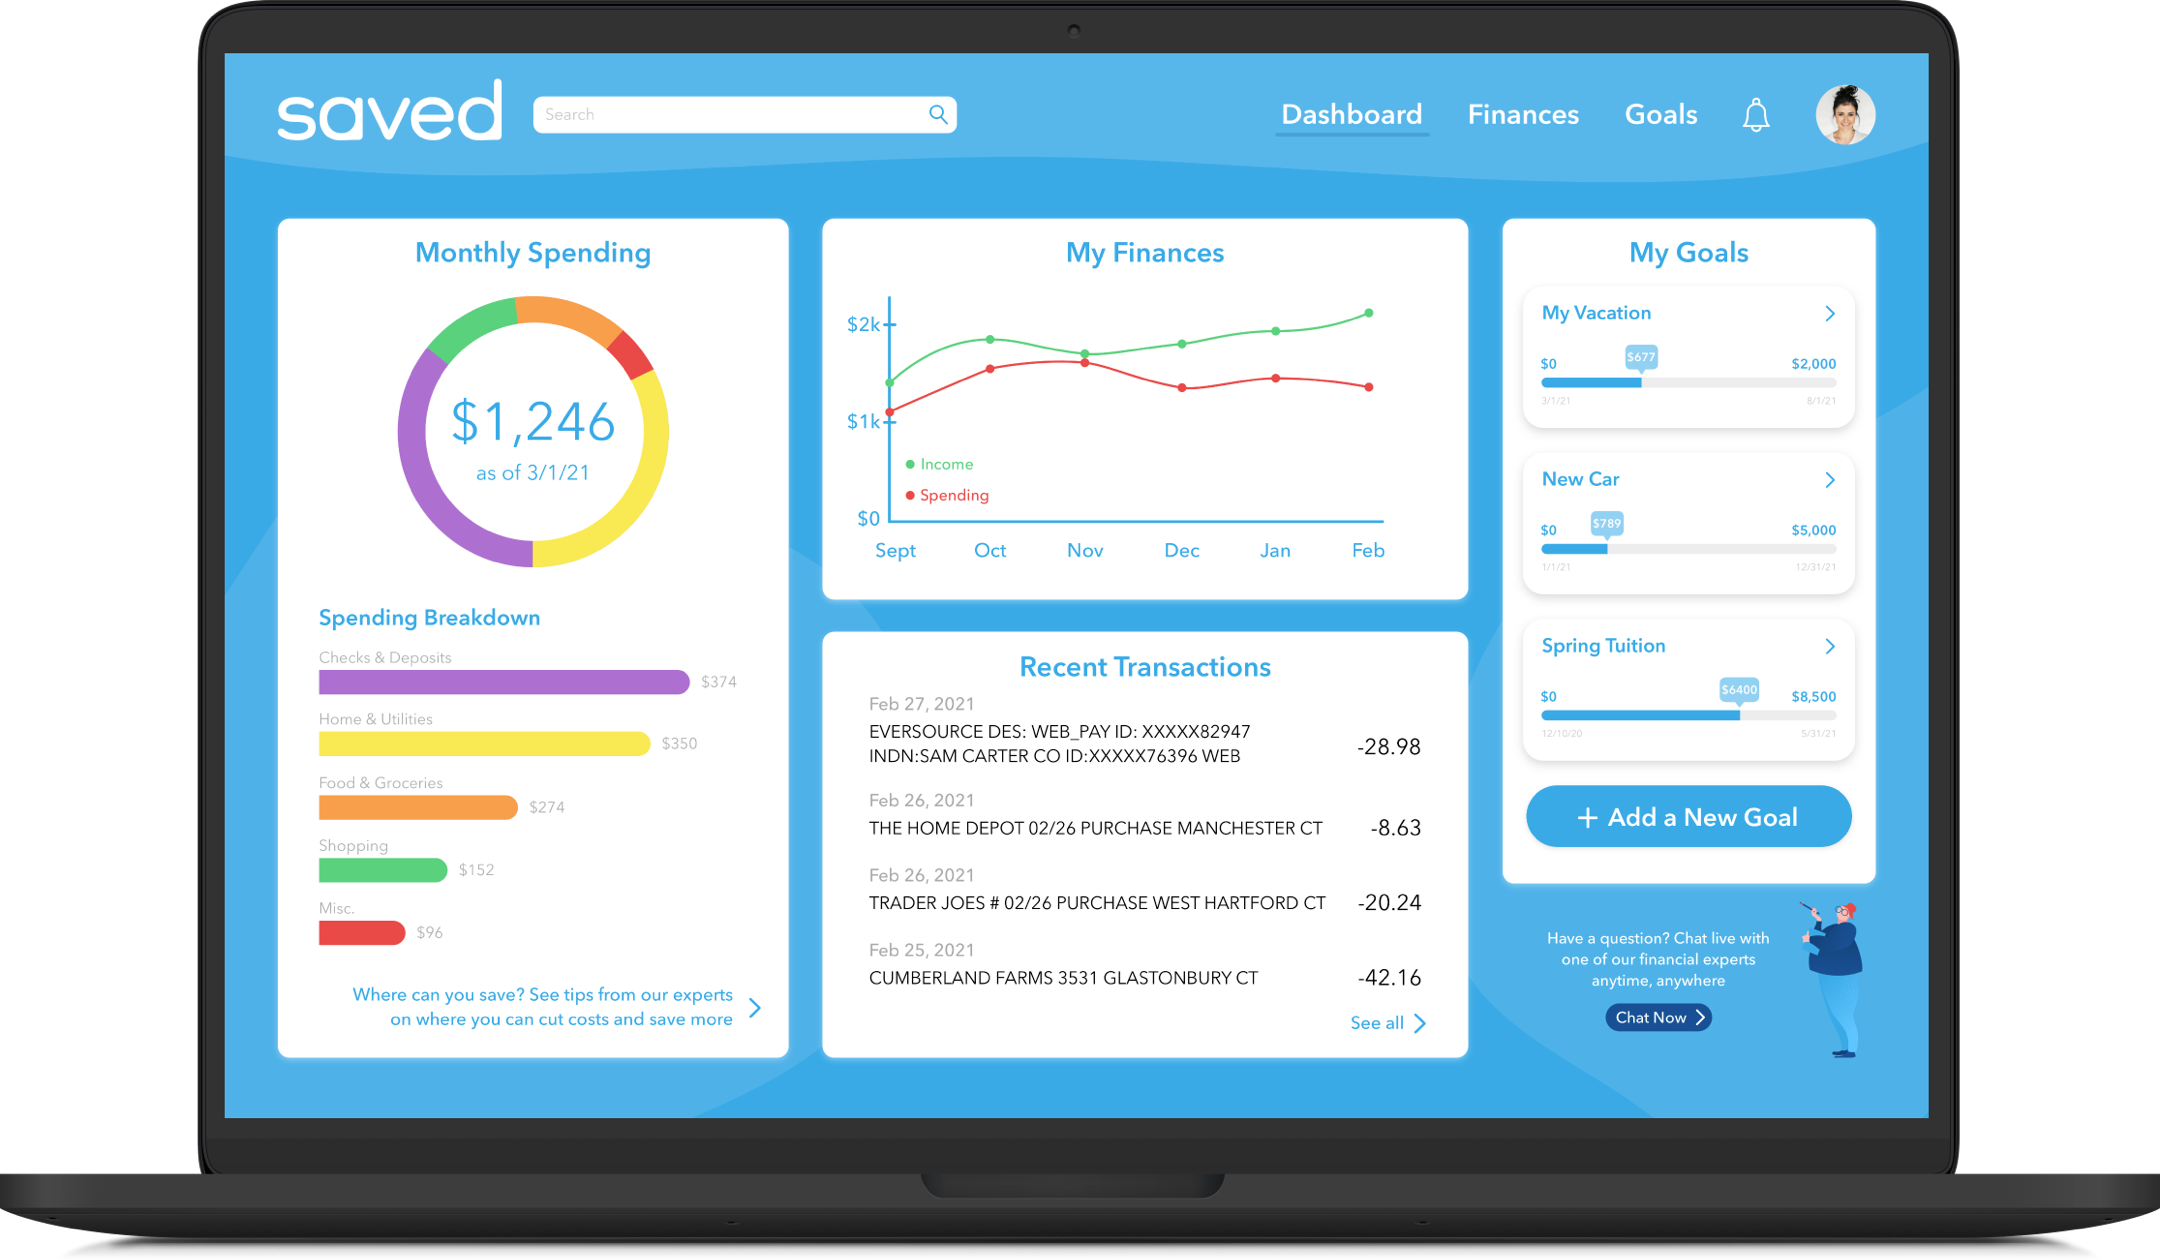 saved
Search
Dashboard
Finances
Goals
Monthly Spending
$1,246
as of 3/1/21
Spending Breakdown
Checks & Deposits
$374
Home & Utilities
$350
Food & Groceries
$274
Shopping
$152
Misc.
$96
Where can you save? See tips from our experts
on where you can cut costs and save more
My Finances
$2k
$1k
$0
Income
Spending
Sept Oct Nov Dec Jan Feb
Recent Transactions
Feb 27, 2021
EVERSOURCE DES: WEB_PAY ID: XXXXX82947
INDN:SAM CARTER CO ID:XXXXX76396 WEB
-28.98
Feb 26, 2021
THE HOME DEPOT 02/26 PURCHASE MANCHESTER CT -8.63
Feb 26, 2021
TRADER JOES # 02/26 PURCHASE WEST HARTFORD CT -20.24
Feb 25, 2021
CUMBERLAND FARMS 3531 GLASTONBURY CT -42.16
See all
My Goals
My Vacation
$677
$0 $2,000
3/1/21 8/1/21
New Car
$789
$0 $5,000
1/1/21 12/31/21
Spring Tuition
$6400
$0 $8,500
12/10/20 5/31/21
+ Add a New Goal
Have a question? Chat live with
one of our financial experts
anytime, anywhere
Chat Now